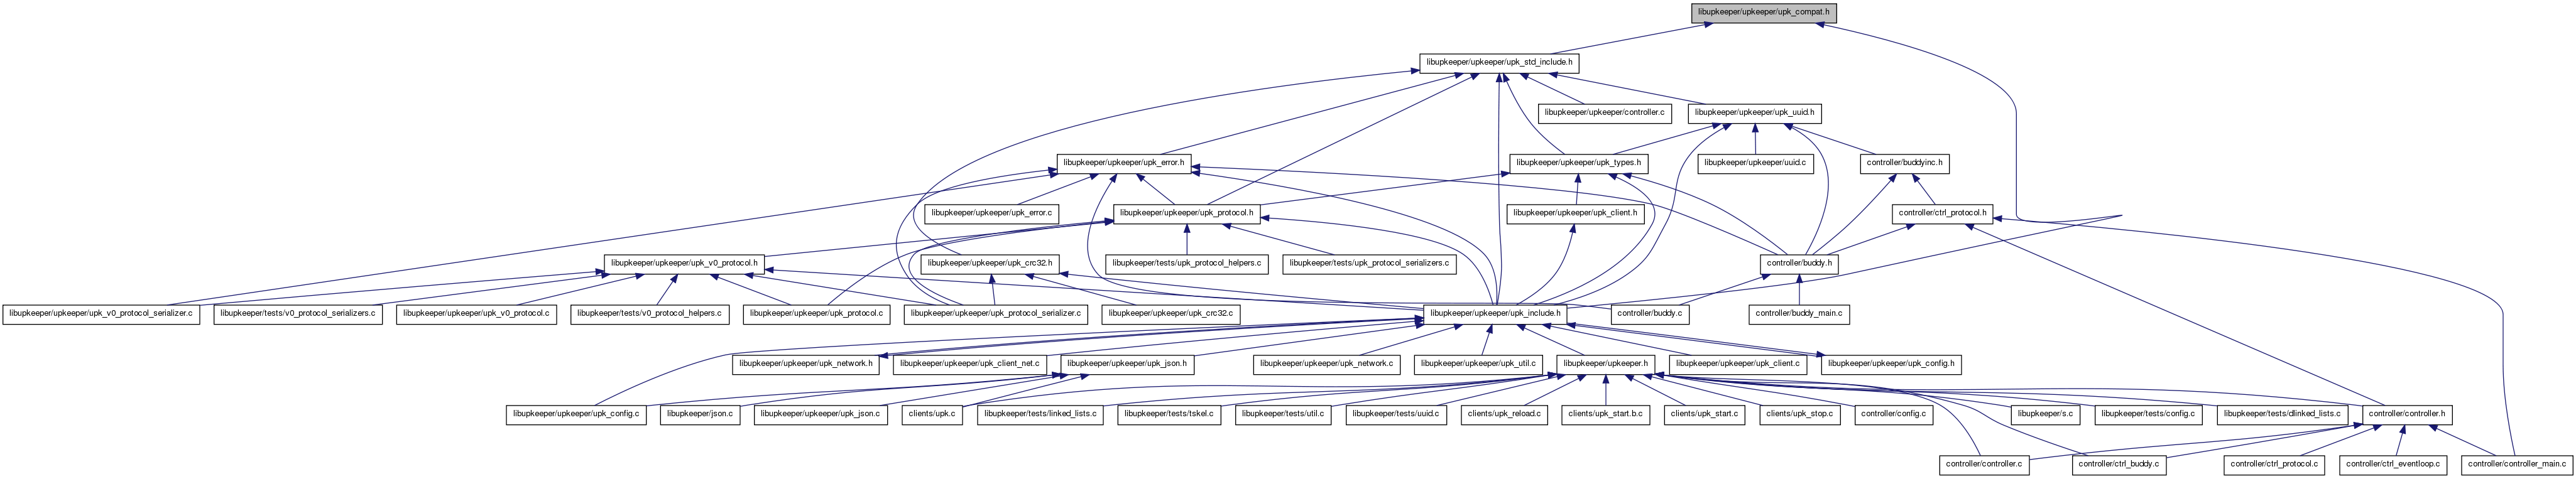 libupkeeper/upkeeper/upk_compat.h
libupkeeper/upkeeper/upk_std_include.h
libupkeeper/upkeeper/controller.c
libupkeeper/upkeeper/upk_uuid.h
libupkeeper/upkeeper/upk_error.h
libupkeeper/upkeeper/upk_types.h
libupkeeper/upkeeper/uuid.c
controller/buddyinc.h
libupkeeper/upkeeper/upk_error.c
libupkeeper/upkeeper/upk_protocol.h
libupkeeper/upkeeper/upk_client.h
controller/ctrl_protocol.h
libupkeeper/upkeeper/upk_v0_protocol.h
libupkeeper/upkeeper/upk_crc32.h
libupkeeper/tests/upk_protocol_helpers.c
libupkeeper/tests/upk_protocol_serializers.c
controller/buddy.h
libupkeeper/upkeeper/upk_v0_protocol_serializer.c
libupkeeper/tests/v0_protocol_serializers.c
libupkeeper/upkeeper/upk_v0_protocol.c
libupkeeper/tests/v0_protocol_helpers.c
libupkeeper/upkeeper/upk_protocol.c
libupkeeper/upkeeper/upk_protocol_serializer.c
libupkeeper/upkeeper/upk_crc32.c
libupkeeper/upkeeper/upk_include.h
controller/buddy.c
controller/buddy_main.c
libupkeeper/upkeeper/upk_network.h
libupkeeper/upkeeper/upk_client_net.c
libupkeeper/upkeeper/upk_json.h
libupkeeper/upkeeper/upk_network.c
libupkeeper/upkeeper/upk_util.c
libupkeeper/upkeeper.h
libupkeeper/upkeeper/upk_client.c
libupkeeper/upkeeper/upk_config.h
libupkeeper/upkeeper/upk_config.c
libupkeeper/json.c
libupkeeper/upkeeper/upk_json.c
clients/upk.c
libupkeeper/tests/linked_lists.c
libupkeeper/tests/tskel.c
libupkeeper/tests/util.c
libupkeeper/tests/uuid.c
clients/upk_reload.c
clients/upk_start.b.c
clients/upk_start.c
clients/upk_stop.c
controller/config.c
libupkeeper/s.c
libupkeeper/tests/config.c
libupkeeper/tests/dlinked_lists.c
controller/controller.h
controller/controller.c
controller/ctrl_buddy.c
controller/ctrl_protocol.c
controller/ctrl_eventloop.c
controller/controller_main.c